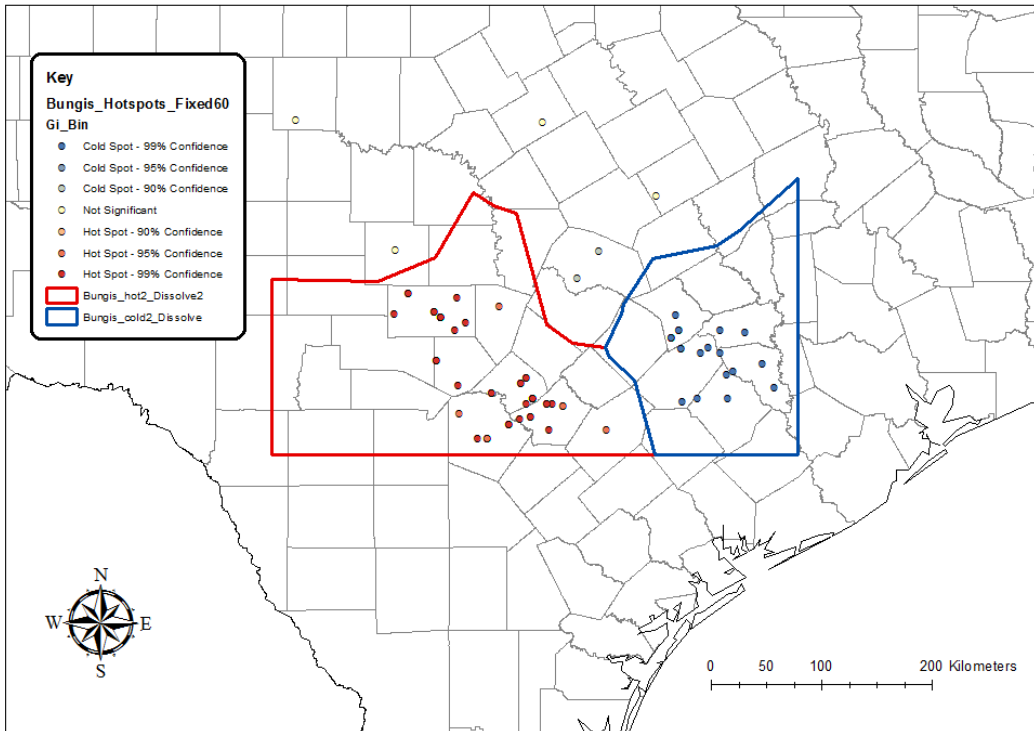 Key
Bungis_Hotspots_Fixed60
Gi_Bin
Cold Spot - 99% Confidence
Cold Spot - 95% Confidence
Cold Spot - 90% Confidence
Not Significant
Hot Spot - 90% Confidence
Hot Spot - 95% Confidence
Hot Spot - 99% Confidence
Bungis_hot2_Dissolve2
Bungis_cold2_Dissolve
N
W E
S
0 50 100 200 Kilometers